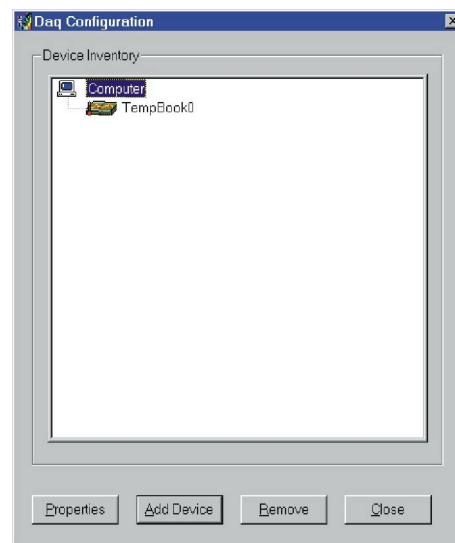 Daq Configuration
Device Inventory
Computer
TempBook0
Properties
Add Device
Remove
Close